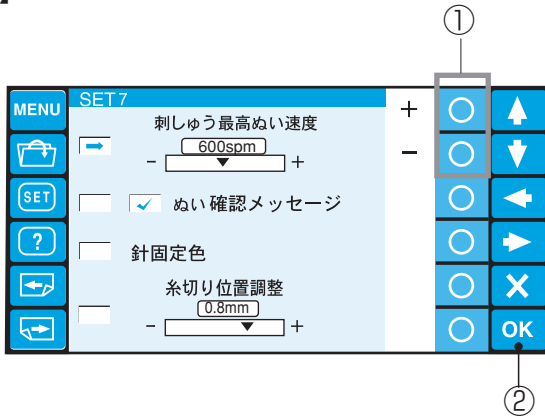 ①
MENU
SET7
刺しゅう最高ぬい速度
600spm
- +
+
-
SET
ぬい確認メッセージ
?
針固定色
糸切り位置調整
0.8mm
- +
OK
②